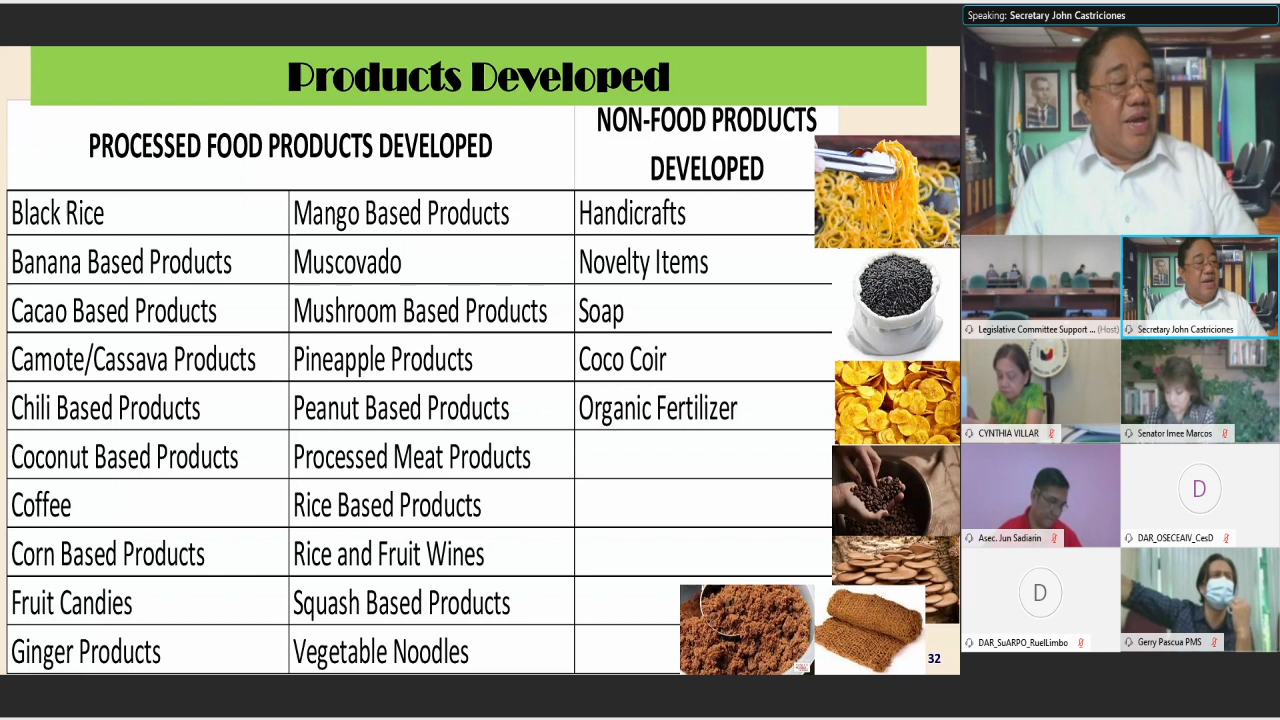 Products Developed
PROCESSED FOOD PRODUCTS DEVELOPED
NON-FOOD PRODUCTS
DEVELOPED
Black Rice
Mango Based Products
Handicrafts
Banana Based Products
Muscovado
Novelty Items
Cacao Based Products
Mushroom Based Products
Soap
Camote/Cassava Products
Pineapple Products
Coco Coir
Chili Based Products
Peanut Based Products
Organic Fertilizer
Coconut Based Products
Processed Meat Products
Coffee
Rice Based Products
Corn Based Products
Rice and Fruit Wines
Fruit Candies
Squash Based Products
Ginger Products
Vegetable Noodles
32
Speaking: Secretary John Castriciones
Legislative Committee Support ... (Host)
Secretary John Castriciones
CYNTHIA VILLAR
Senator Imee Marcos
Asec. Jun Sadiarin
D
DAR_OSECEAIV_CesD
D
DAR_SuARPO_RuelLimbo
Gerry Pascua PMS